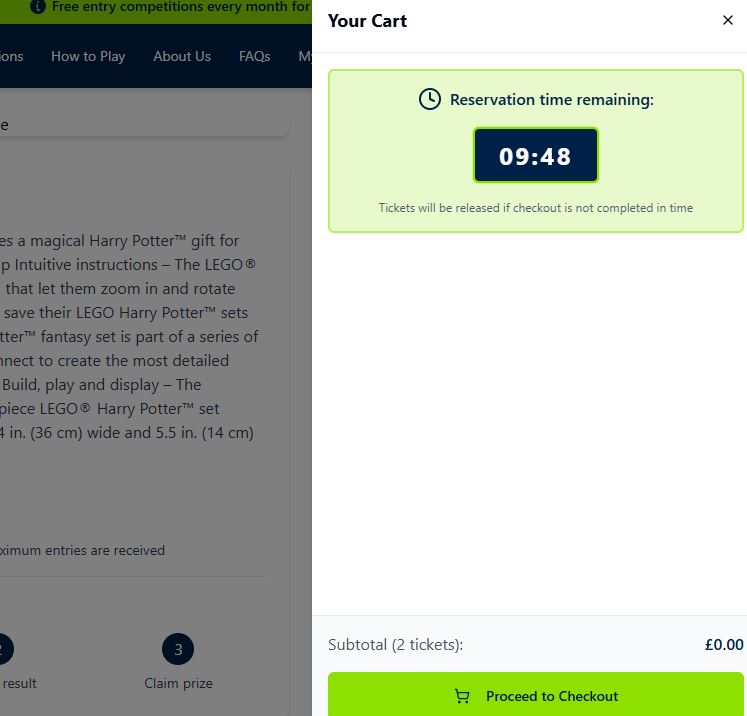 Free entry competitions every month for
ons How to Play About Us FAQs M
e
es a magical Harry Potter™ gift for
p Intuitive instructions – The LEGO®
that let them zoom in and rotate
save their LEGO Harry Potter™ sets
tter™ fantasy set is part of a series of
nnect to create the most detailed
Build, play and display – The
piece LEGO® Harry Potter™ set
4 in. (36 cm) wide and 5.5 in. (14 cm)
ximum entries are received
2 3
result Claim prize
Your Cart
Reservation time remaining:
09:48
Tickets will be released if checkout is not completed in time
Subtotal (2 tickets): £0.00
Proceed to Checkout